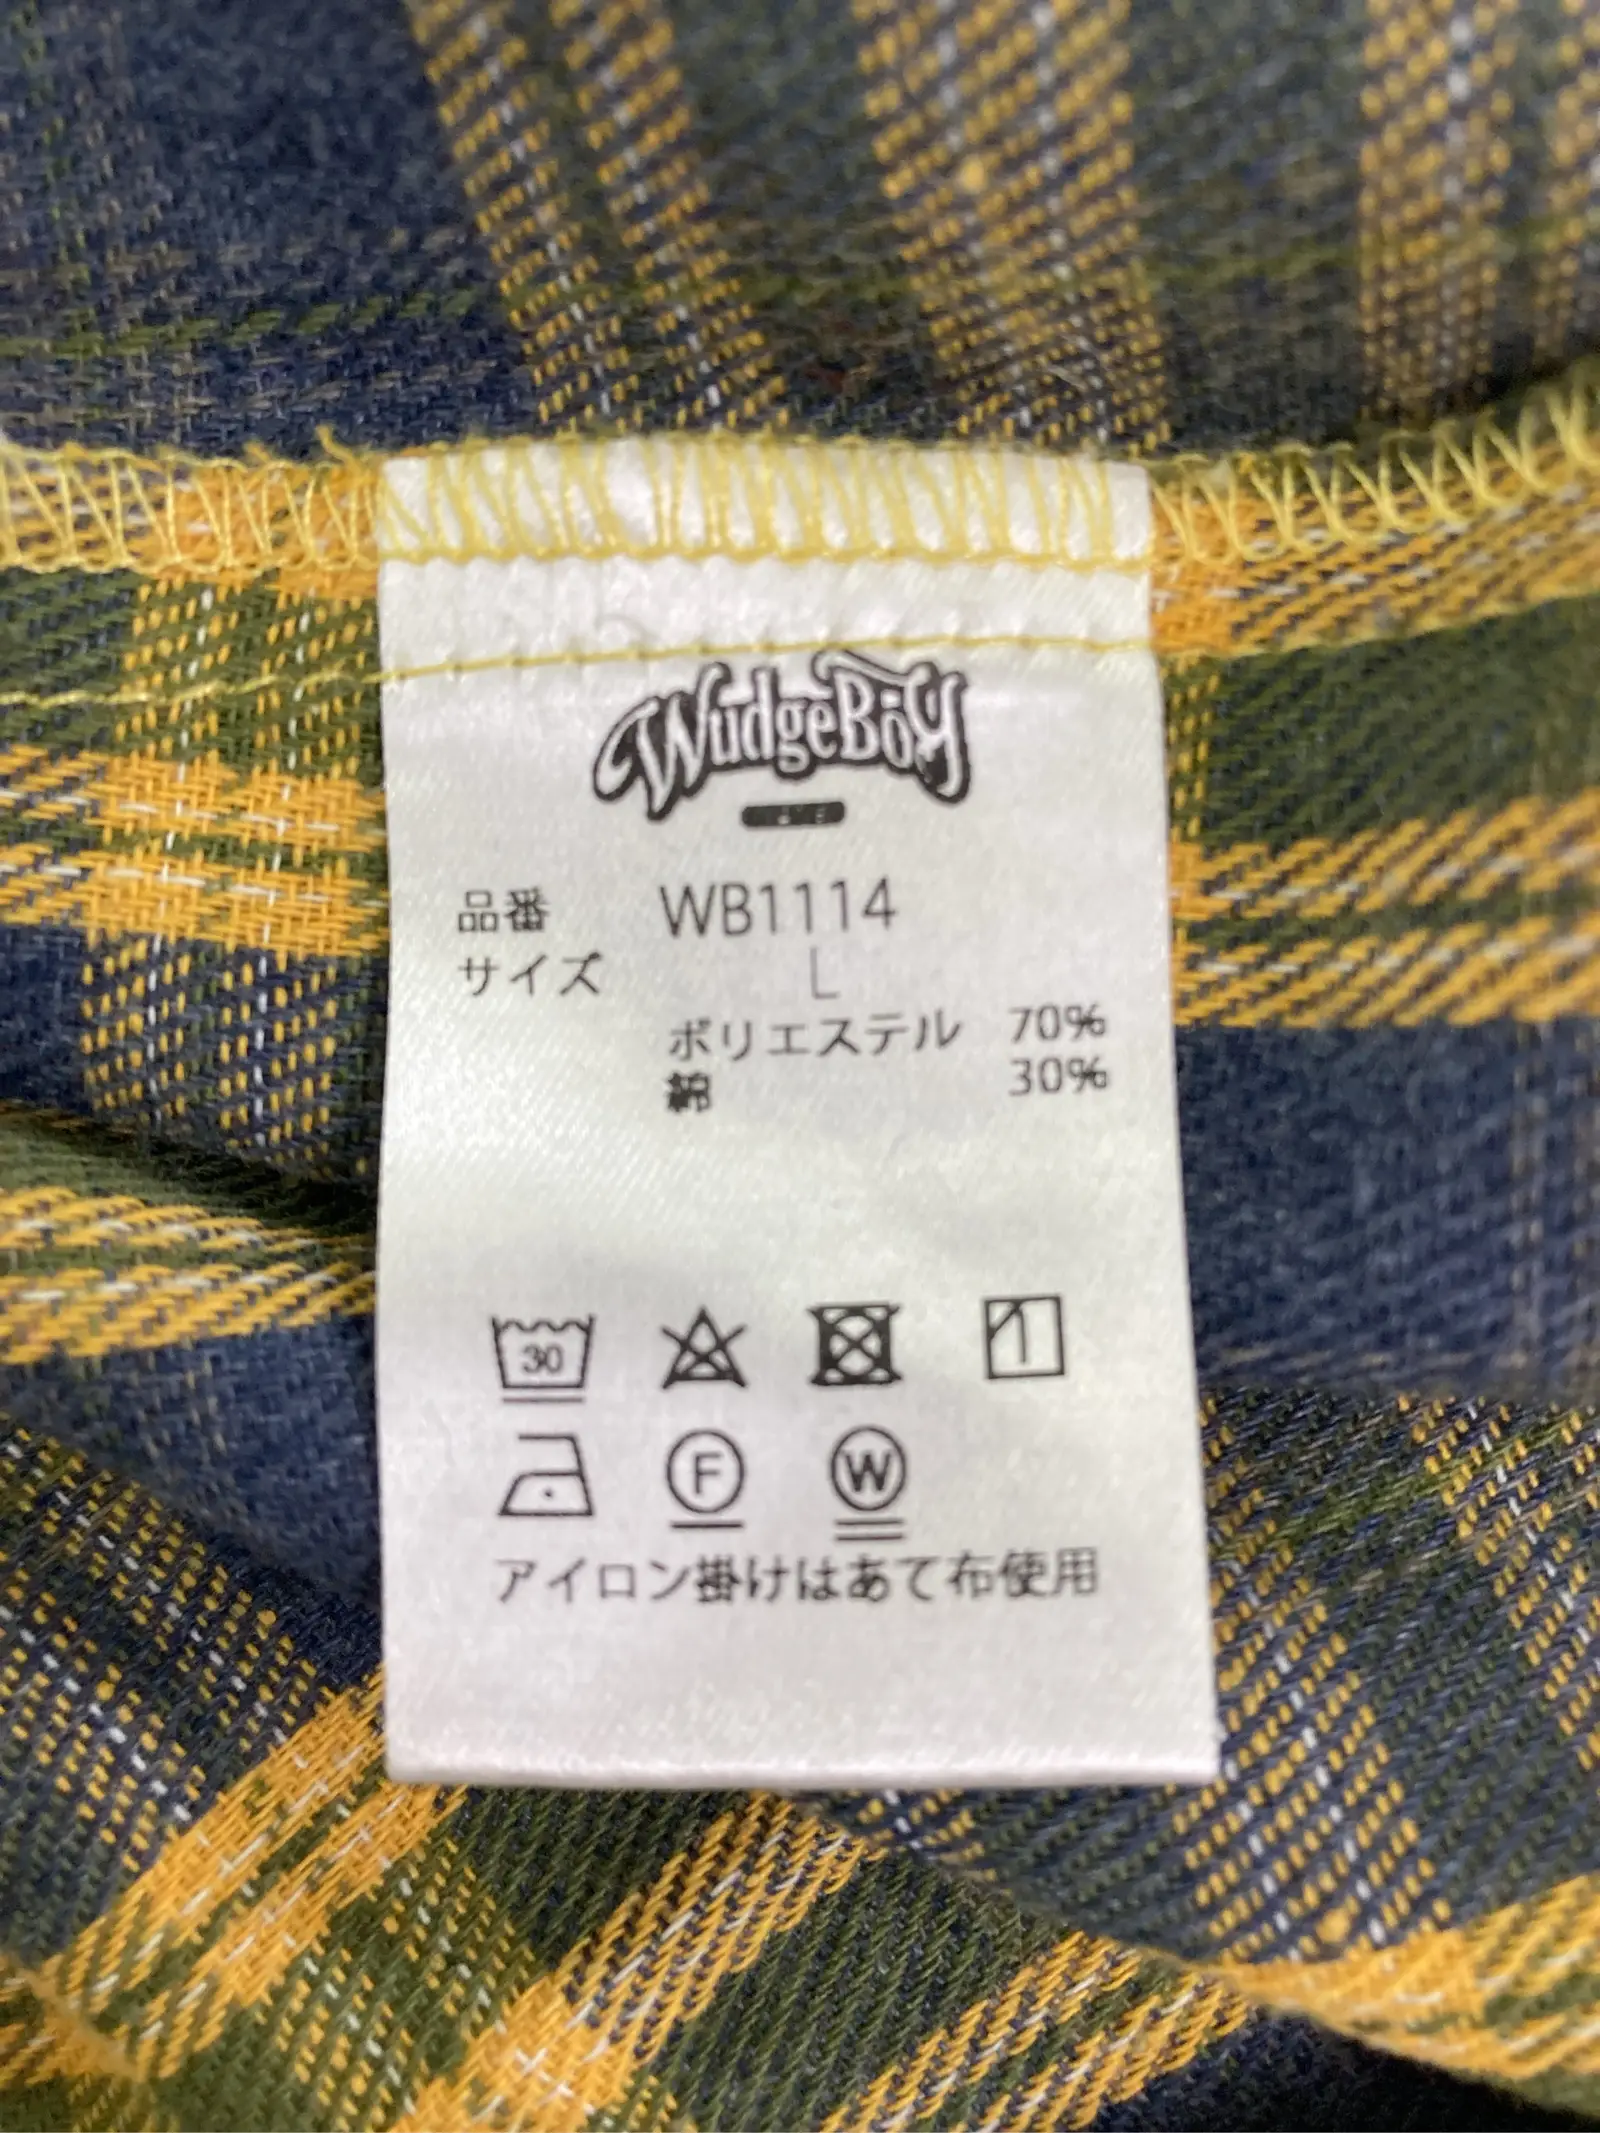 WudgeBoy
品番 WB1114
サイズ L
ポリエステル 70%
綿 30%
30
F
W
アイロン掛けはあて布使用